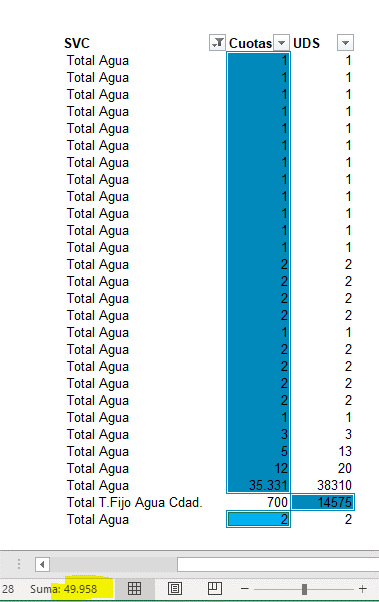 SVC Cuotas UDS
Total Agua 1 1
Total Agua 1 1
Total Agua 1 1
Total Agua 1 1
Total Agua 1 1
Total Agua 1 1
Total Agua 1 1
Total Agua 1 1
Total Agua 1 1
Total Agua 1 1
Total Agua 1 1
Total Agua 1 1
Total Agua 2 2
Total Agua 2 2
Total Agua 2 2
Total Agua 2 2
Total Agua 1 1
Total Agua 2 2
Total Agua 2 2
Total Agua 2 2
Total Agua 2 2
Total Agua 1 1
Total Agua 3 3
Total Agua 5 13
Total Agua 12 20
Total Agua 35.331 38310
Total T.Fijo Agua Cdad. 700 14575
Total Agua 2 2
28 Suma: 49.958